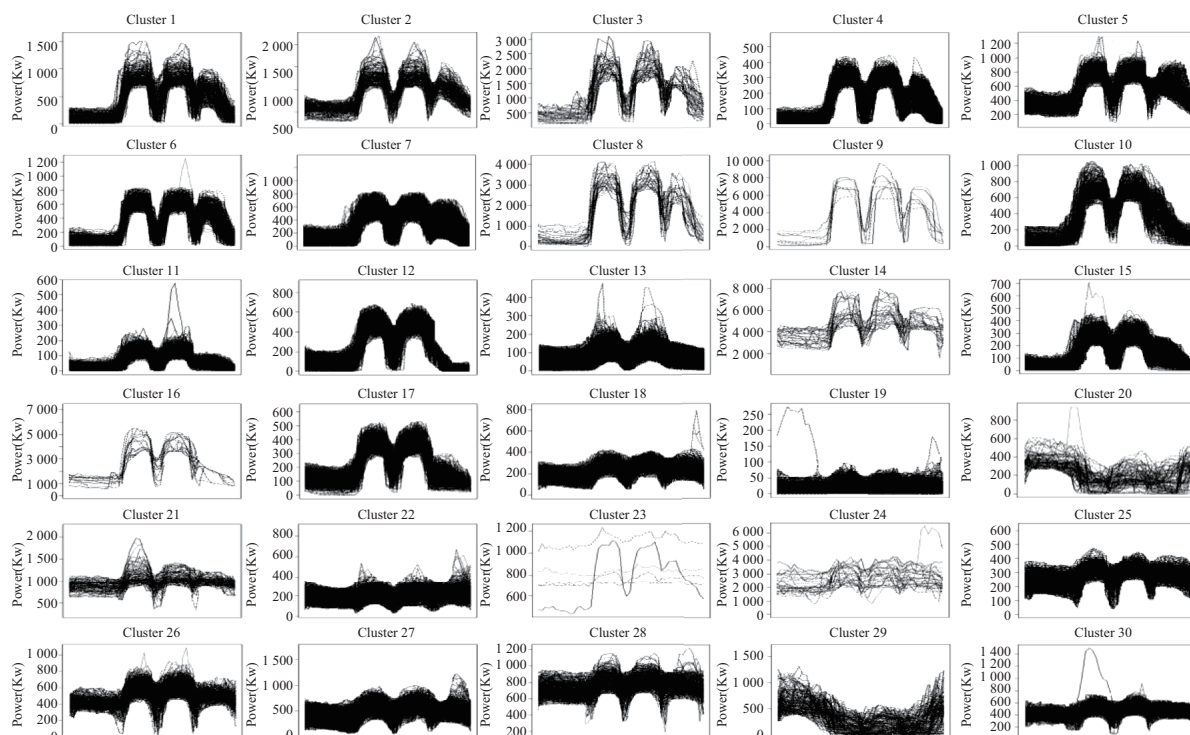 Cluster 1
Power(Kw)
1 500
1 000
500
0
Cluster 2
Power(Kw)
2 000
1 500
1 000
500
Cluster 3
Power(Kw)
3 000
2 500
2 000
1 500
1 000
500
Cluster 4
Power(Kw)
500
400
300
200
100
0
Cluster 5
Power(Kw)
1 200
1 000
800
600
400
200
Cluster 6
Power(Kw)
1 200
1 000
800
600
400
200
0
Cluster 7
Power(Kw)
1 000
800
600
400
200
0
Cluster 8
Power(Kw)
4 000
3 000
2 000
1 000
0
Cluster 9
Power(Kw)
10 000
8 000
6 000
4 000
2 000
0
Cluster 10
Power(Kw)
1 000
800
600
400
200
0
Cluster 11
Power(Kw)
600
500
400
300
200
100
0
Cluster 12
Power(Kw)
800
600
400
200
0
Cluster 13
Power(Kw)
400
300
200
100
0
Cluster 14
Power(Kw)
8 000
6 000
4 000
2 000
Cluster 15
Power(Kw)
700
600
500
400
300
200
100
0
Cluster 16
Power(Kw)
7 000
5 000
3 000
1 000
0
Cluster 17
Power(Kw)
600
500
400
300
200
100
0
Cluster 18
Power(Kw)
800
600
400
200
0
Cluster 19
Power(Kw)
250
200
150
100
50
0
Cluster 20
Power(Kw)
800
600
400
200
0
Cluster 21
Power(Kw)
2 000
1 500
1 000
500
Cluster 22
Power(Kw)
800
600
400
200
0
Cluster 23
Power(Kw)
1 200
1 000
800
600
Cluster 24
Power(Kw)
6 000
5 000
4 000
3 000
2 000
1 000
0
Cluster 25
Power(Kw)
600
500
400
300
200
100
0
Cluster 26
Power(Kw)
1 000
800
600
400
200
0
Cluster 27
Power(Kw)
1 500
1 000
500
0
Cluster 28
Power(Kw)
1 200
1 000
800
600
400
200
Cluster 29
Power(Kw)
1 500
1 000
500
0
Cluster 30
Power(Kw)
1 400
1 200
1 000
800
600
400
200
0